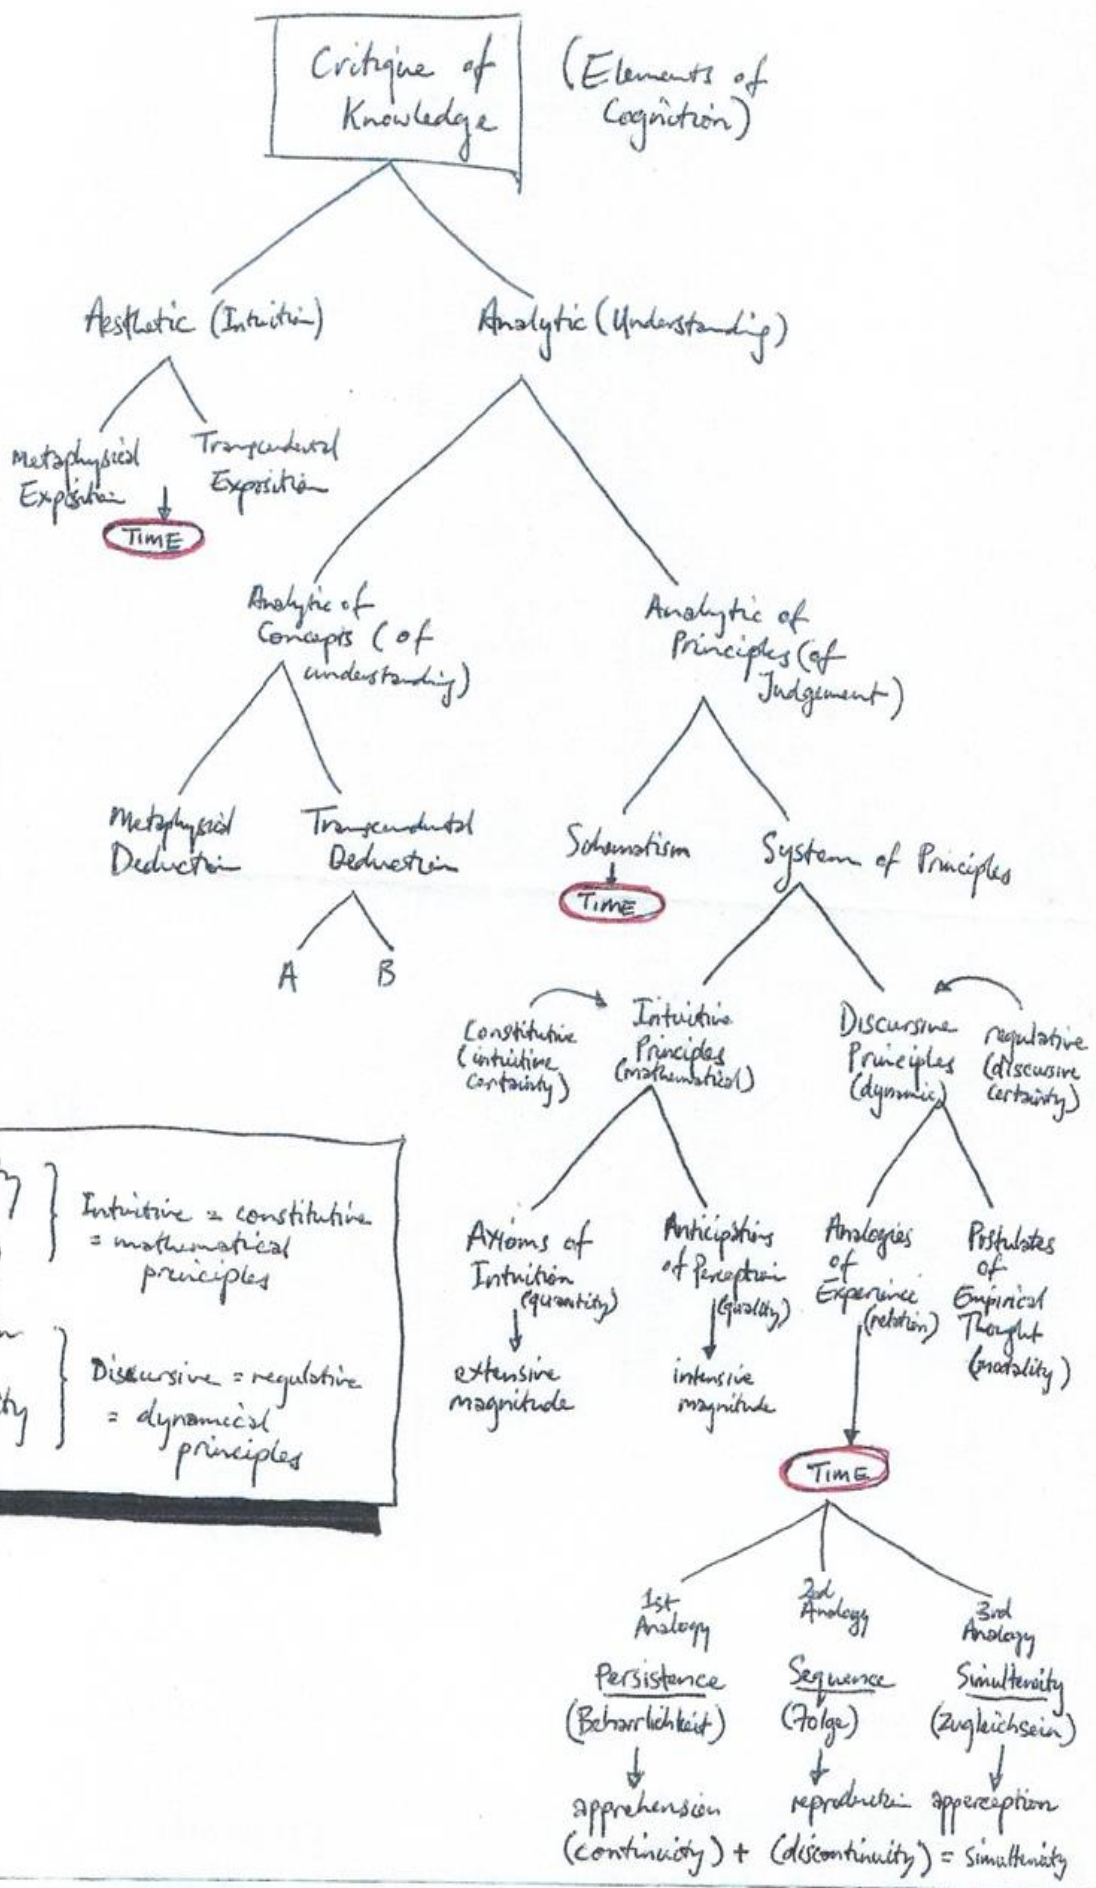 Critique of
Knowledge
(Elements of
Cognition)
Aesthetic (Intuition)
Analytic (Understanding)
Metaphysical
Exposition
Transcendental
Exposition
TIME
Analytic of
Concepts (of
understanding)
Analytic of
Principles (of
Judgement)
Metaphysical
Deduction
Transcendental
Deduction
A
B
Schematism
TIME
System of Principles
Constitutive
(intuitive
certainty)
Intuitive
Principles
(mathematical)
Discursive
Principles
(dynamic)
regulative
(discursive
certainty)
Intuitive = constitutive
= mathematical
principles
Discursive = regulative
= dynamical
principles
Axioms of
Intuition
(quantity)
extensive
magnitude
Anticipations
of Perception
(quality)
intensive
magnitude
Analogies
of
Experience
(relation)
Postulates
of
Empirical
Thought
(modality)
TIME
1st
Analogy
Persistence
(Beharrlichkeit)
apprehension
(continuity) +
2nd
Analogy
Sequence
(Folge)
reproduction
(discontinuity)
3rd
Analogy
Simulteneity
(Zugleichsein)
apperception
= Simulteneity